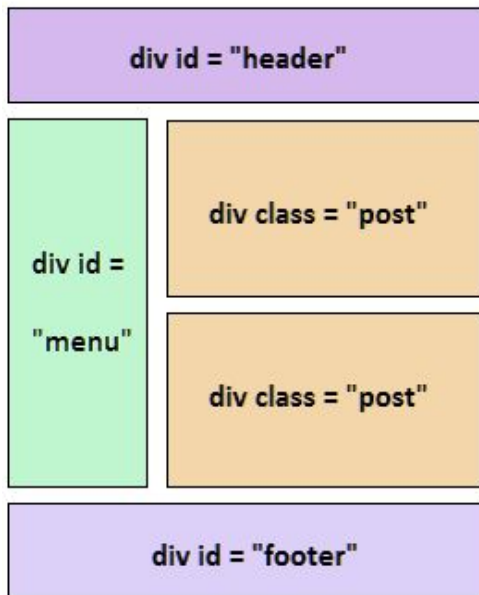 div id = "header"
div id =
"menu"
div class = "post"
div class = "post"
div id = "footer"